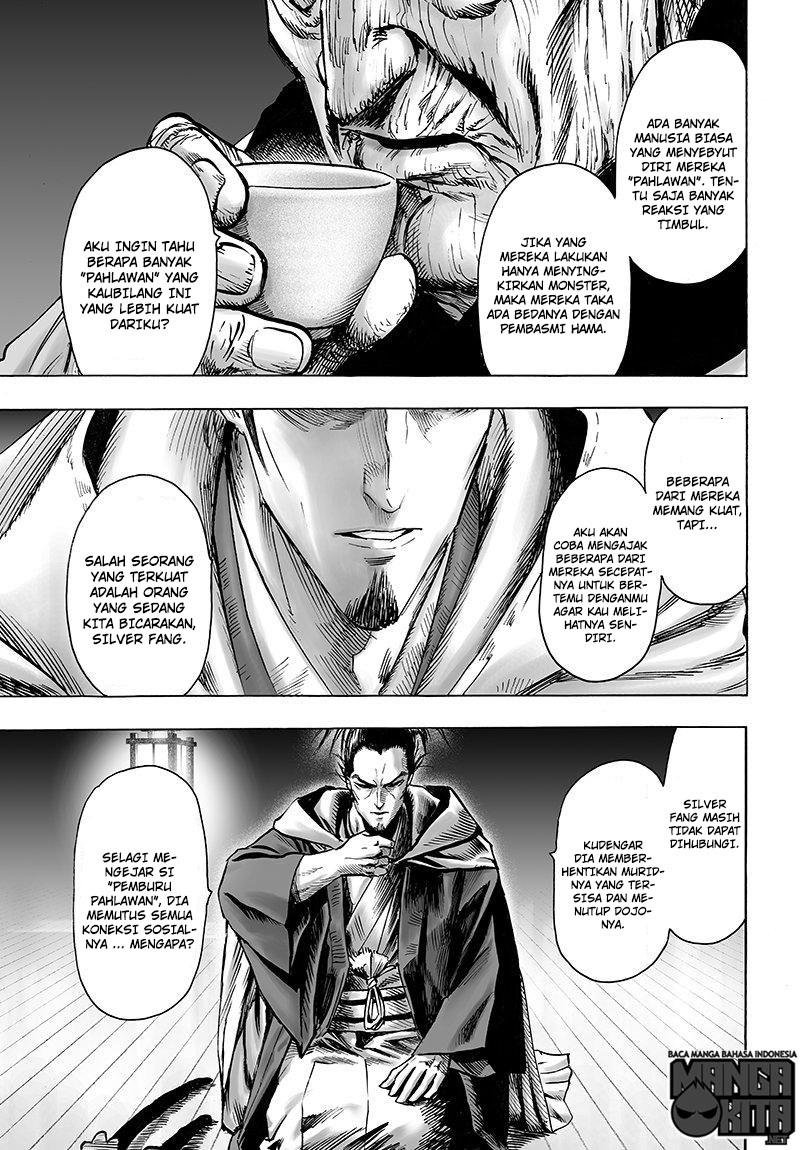 ADA BANYAK
MANUSIA BIASA
YANG MENYEBYUT
DIRI MEREKA
"PAHLAWAN". TEN-
TU SAJA BANYAK
REAKSI YANG
TIMBUL.
JIKA YANG
MEREKA LAKUKAN
HANYA MENYING-
KIRKAN MONSTER,
MAKA MEREKA TAKA
ADA BEDANYA DENGAN
PEMBASMI HAMA.
AKU INGIN TAHU
BERAPA BANYAK
"PAHLAWAN" YANG
KAUBILANG INI
YANG LEBIH KUAT
DARIKU?
BEBERAPA
DARI MEREKA
MEMANG KUAT,
TAPI...
AKU AKAN
COBA MENGAJAK
BEBERAPA DARI
MEREKA SECEPAT-
NYA UNTUK BER-
TEMU DENGANMU
AGAR KAU MELI-
HATNYA SEN-
DIRI.
SALAH SEORANG
YANG TERKUAT
ADALAH ORANG
YANG SEDANG
KITA BICARAKAN,
SILVER FANG.
SILVER
FANG MASIH
TIDAK DAPAT
DIHUBUNGI.
KUDENGAR
DIA MEMBER-
HENTIKAN MURID-
NYA YANG TER-
SISA DAN ME-
NUTUP DOJO-
NYA.
SELAGI ME-
NGEJAR SI
"PEMBURU
PAHLAWAN", DIA
MEMUTUS SEMUA
KONEKSI SOSIAL-
NYA ... MENGAPA?
BACA MANGA BAHASA INDONESIA
MANGA
KITA
.NET